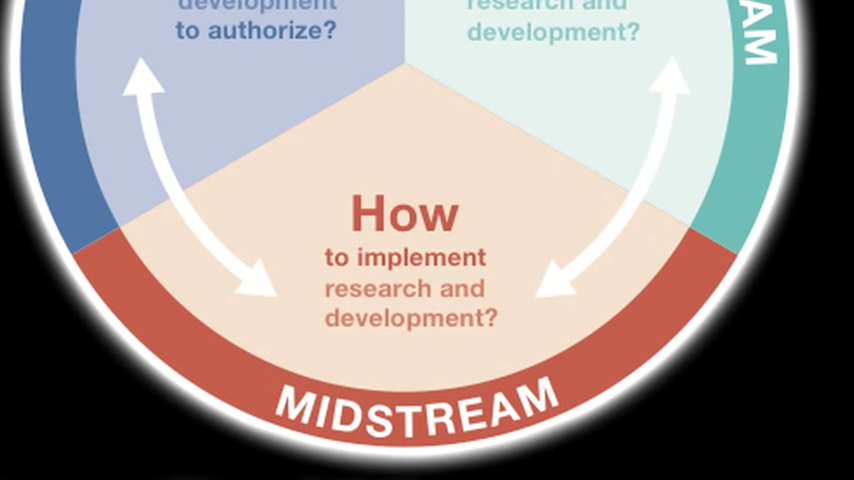 development
to authorize?
research and
development?
AM
How
to implement
research and
development?
MIDSTREAM